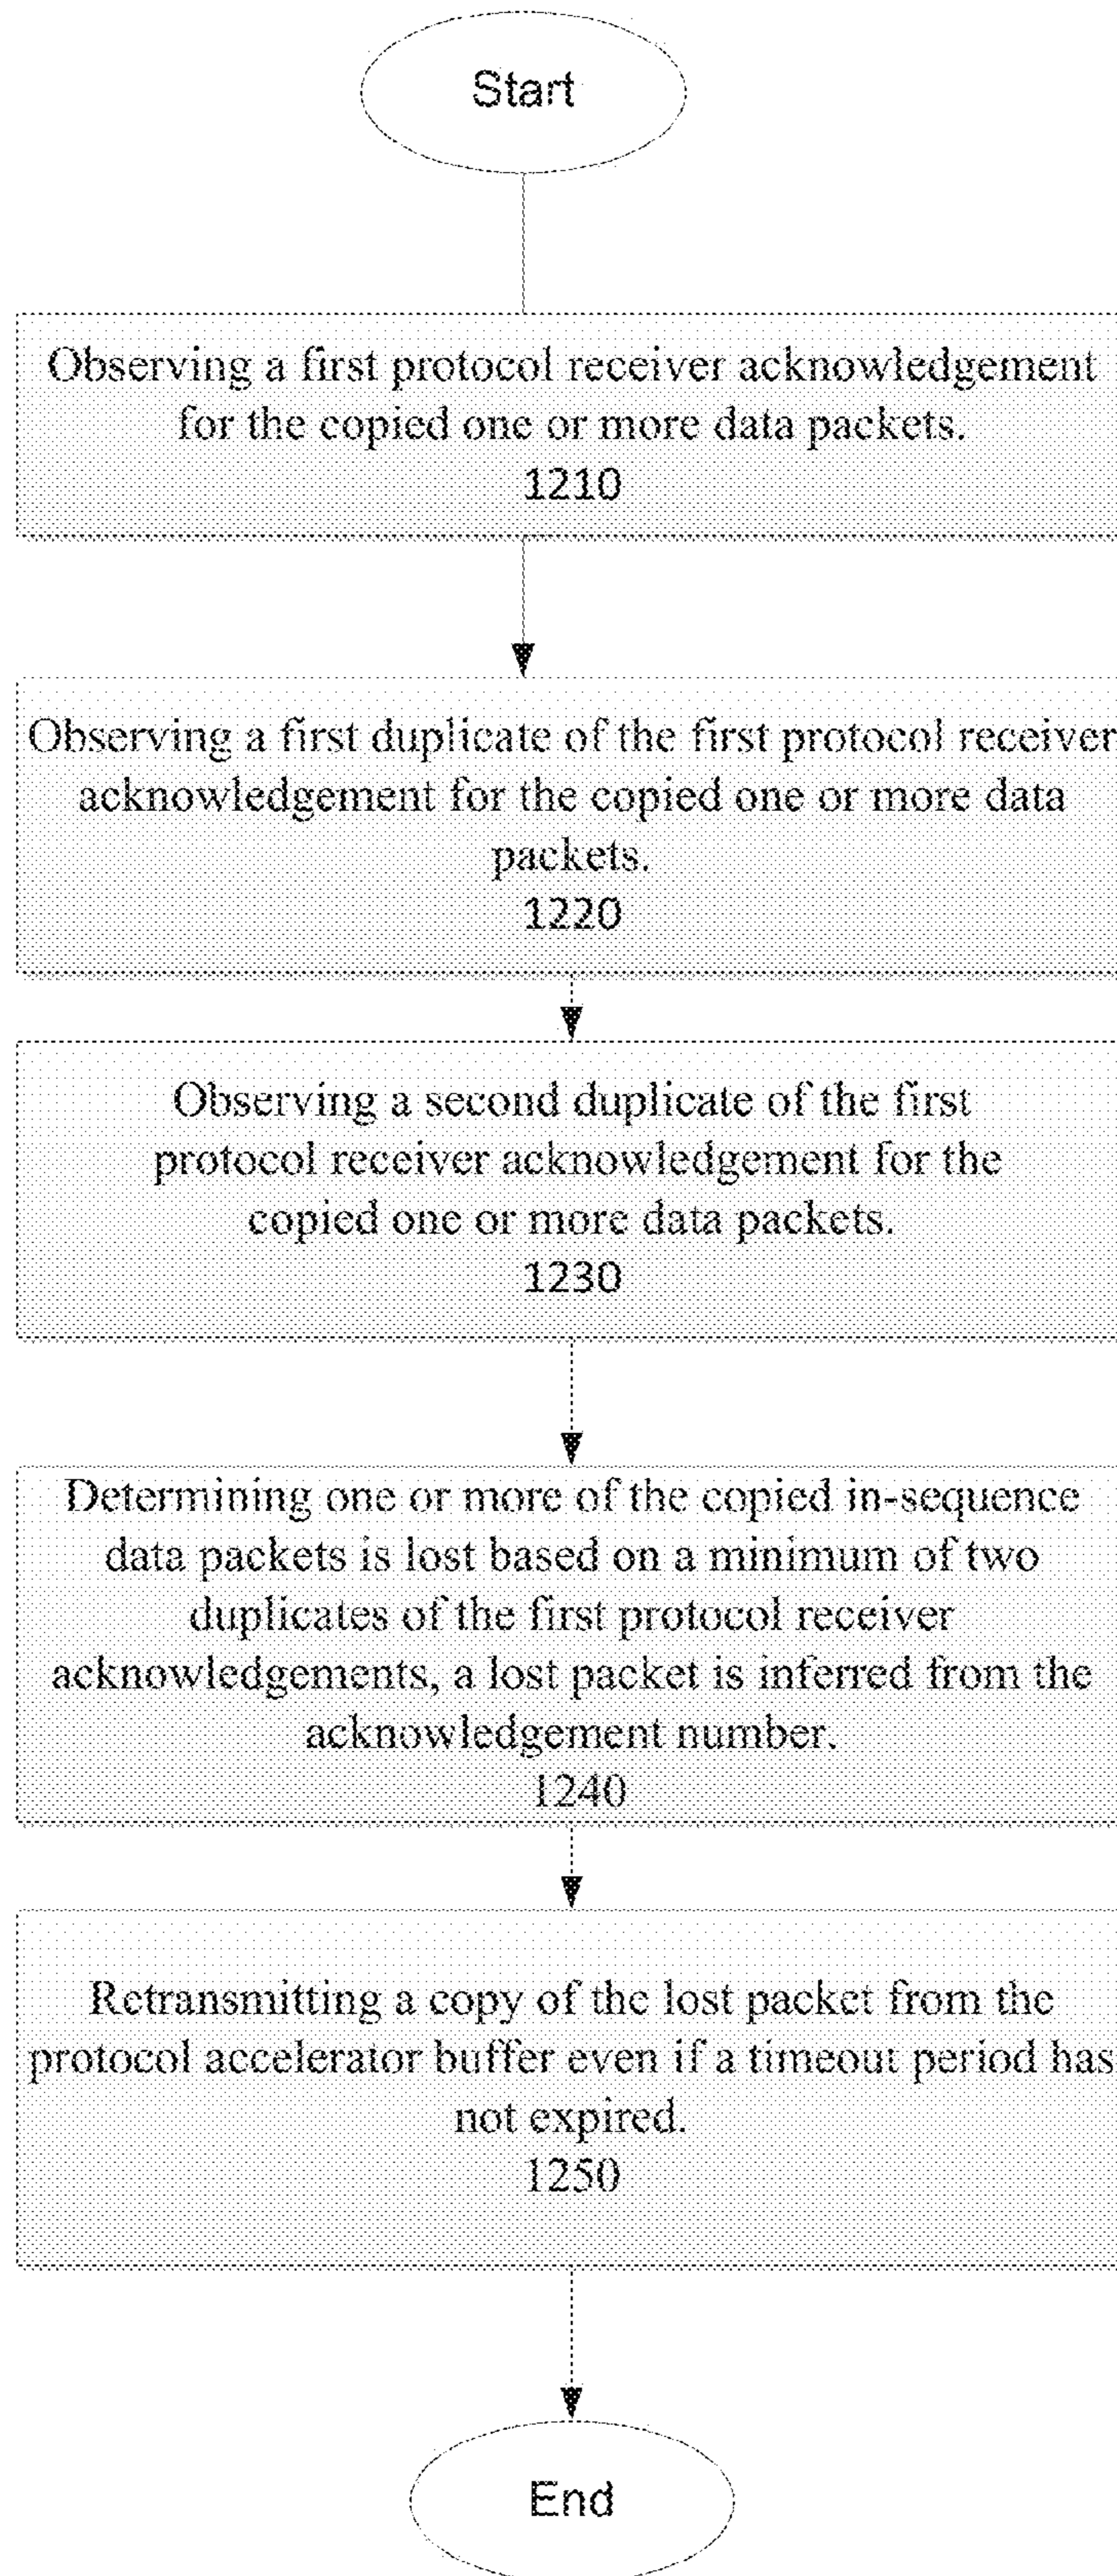 Start
Observing a first protocol receiver acknowledgement
for the copied one or more data packets.
1210
Observing a first duplicate of the first protocol receiver
acknowledgement for the copied one or more data
packets.
1220
Observing a second duplicate of the first
protocol receiver acknowledgement for the
copied one or more data packets.
1230
Determining one or more of the copied in-sequence
data packets is lost based on a minimum of two
duplicates of the first protocol receiver
acknowledgements, a lost packet is inferred from the
acknowledgement number.
1240
Retransmitting a copy of the lost packet from the
protocol accelerator buffer even if a timeout period has
not expired.
1250
End